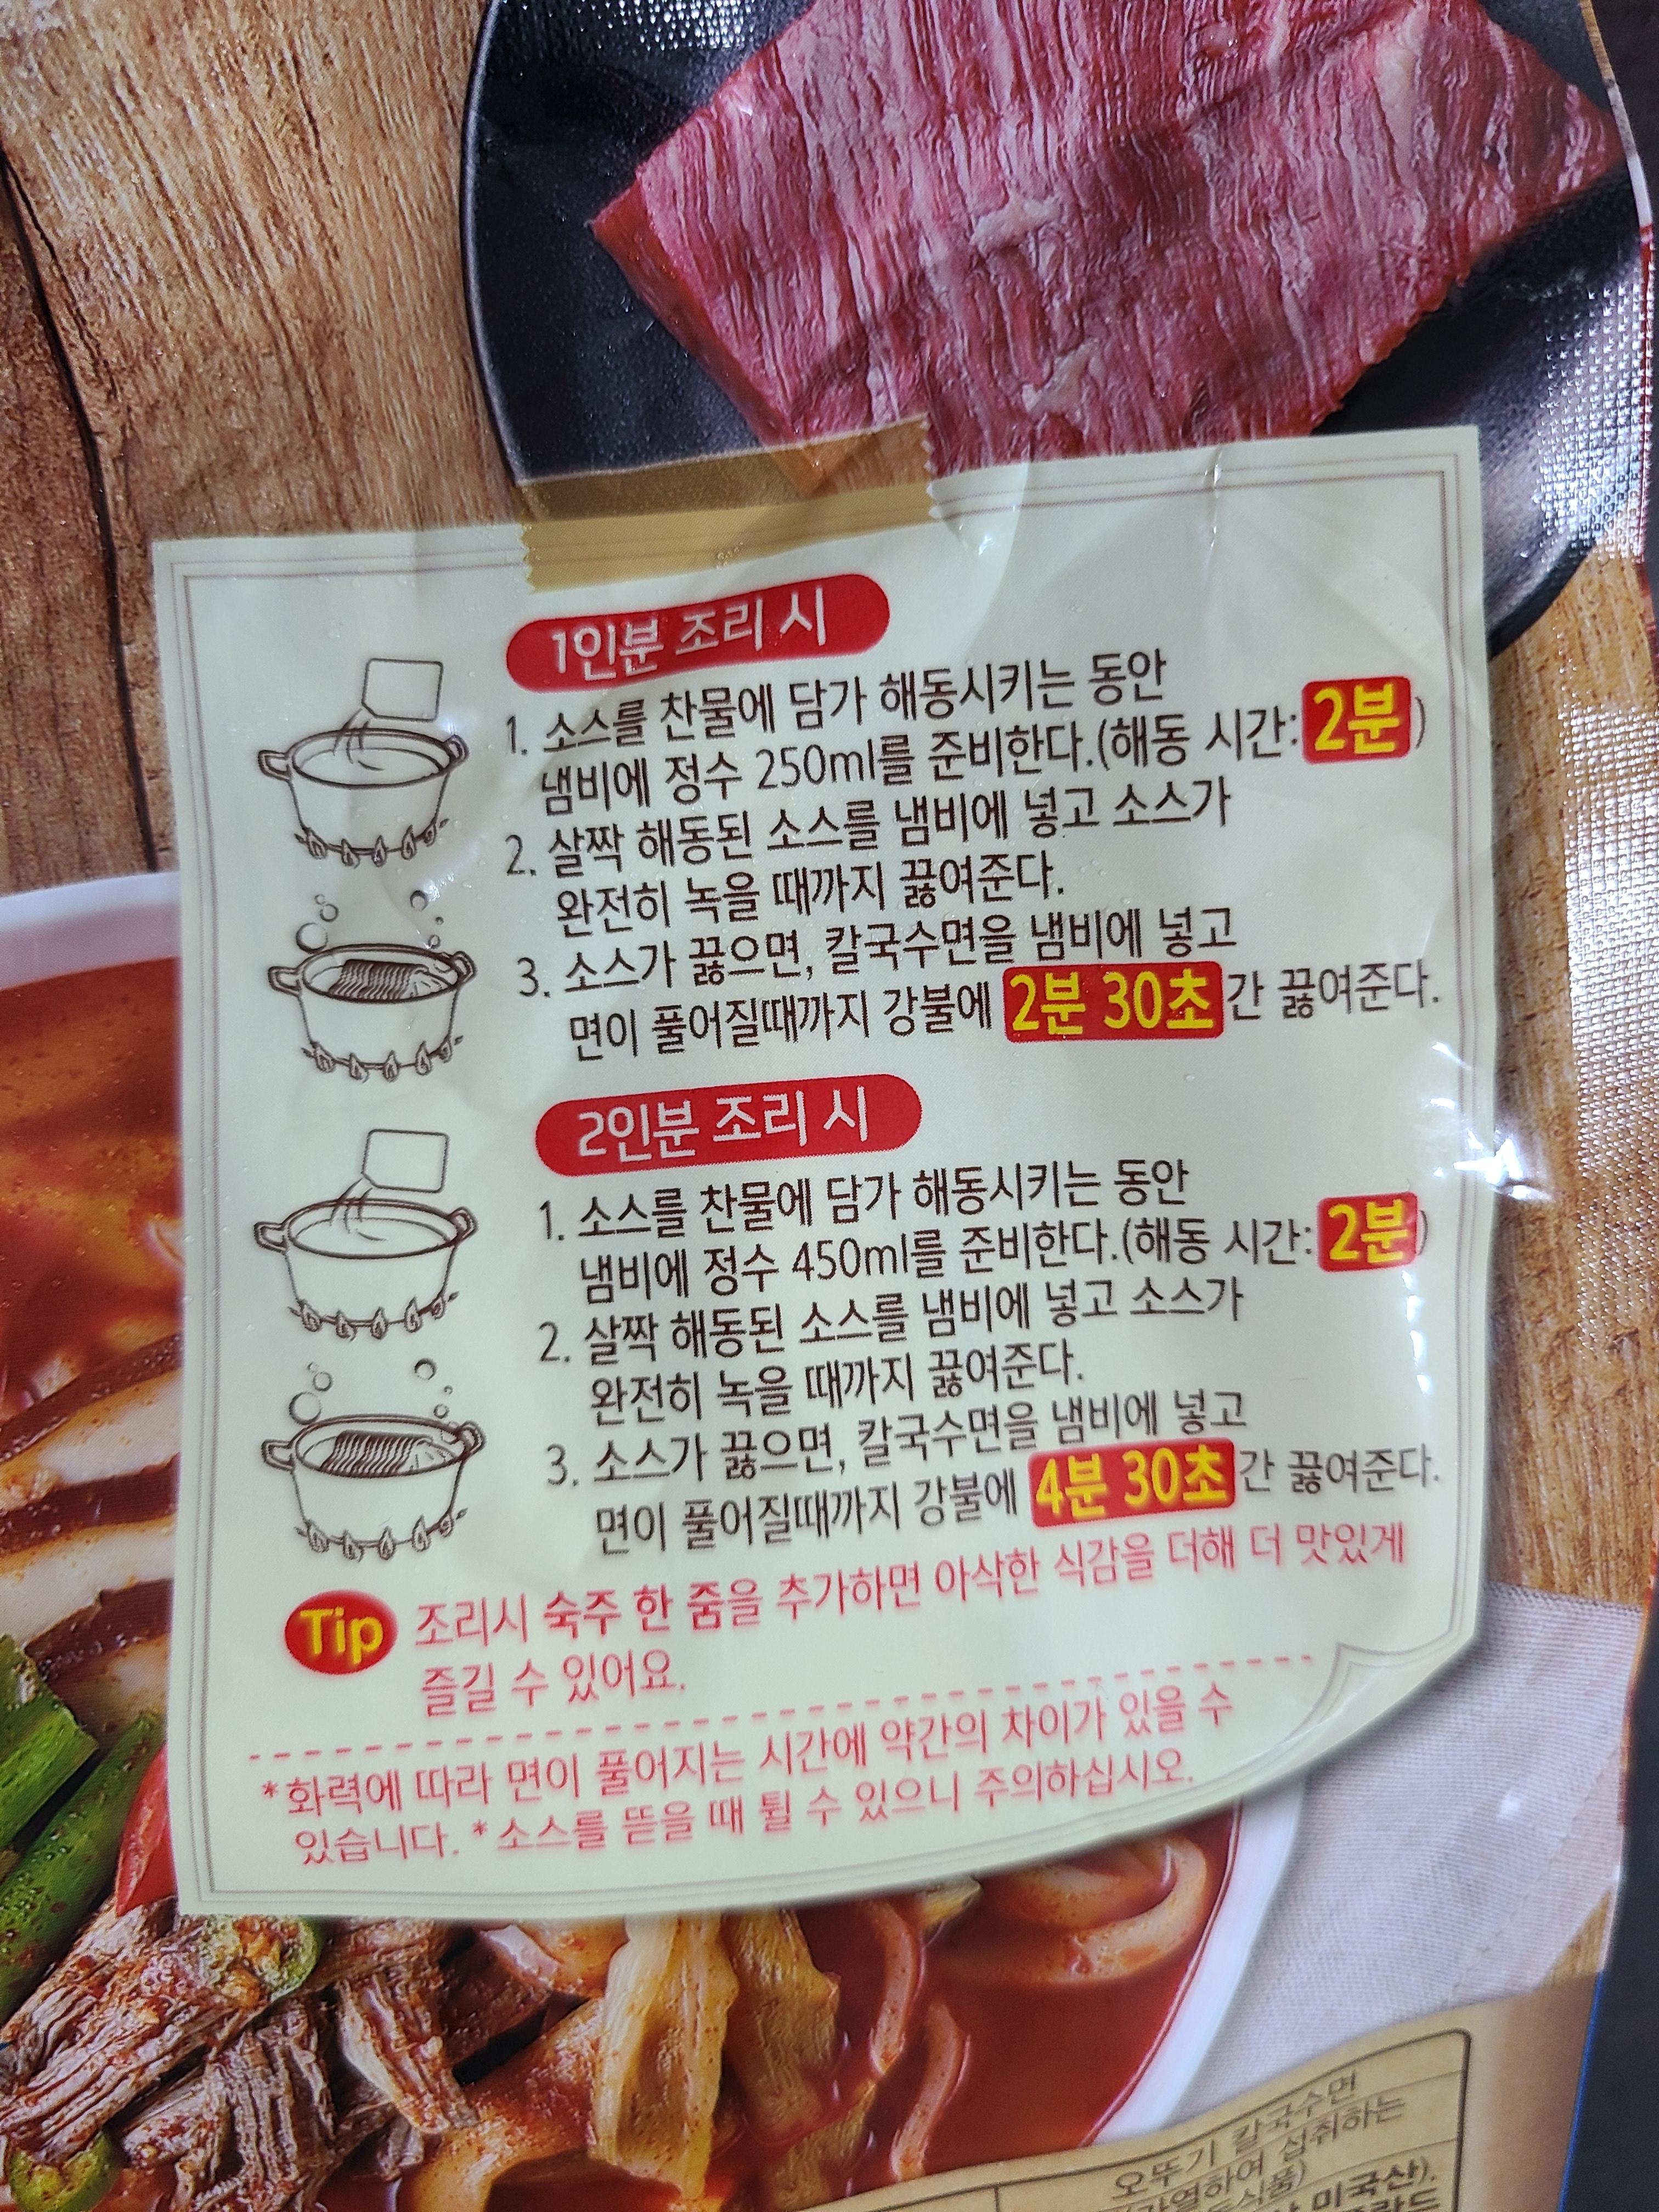 1인분 조리 시
1. 소스를 찬물에 담가 해동시키는 동안
냄비에 정수 250ml를 준비한다.(해동 시간: 2분)
2. 살짝 해동된 소스를 냄비에 넣고 소스가
완전히 녹을 때까지 끓여준다.
3. 소스가 끓으면, 칼국수면을 냄비에 넣고
면이 풀어질때까지 강불에 2분 30초간 끓여준다.
2인분 조리 시
1. 소스를 찬물에 담가 해동시키는 동안
냄비에 정수 450ml를 준비한다.(해동 시간: 2분)
2. 살짝 해동된 소스를 냄비에 넣고 소스가
완전히 녹을 때까지 끓여준다.
3. 소스가 끓으면, 칼국수면을 냄비에 넣고
면이 풀어질때까지 강불에 4분 30초간 끓여준다.
Tip 조리시 숙주 한 줌을 추가하면 아삭한 식감을 더해 더 맛있게
즐길 수 있어요.
*화력에 따라 면이 풀어지는 시간에 약간의 차이가 있을 수
있습니다. *소스를 뜯을 때 튈 수 있으니 주의하십시오.
오뚜기 칼국수면
섭취하는
미국산),